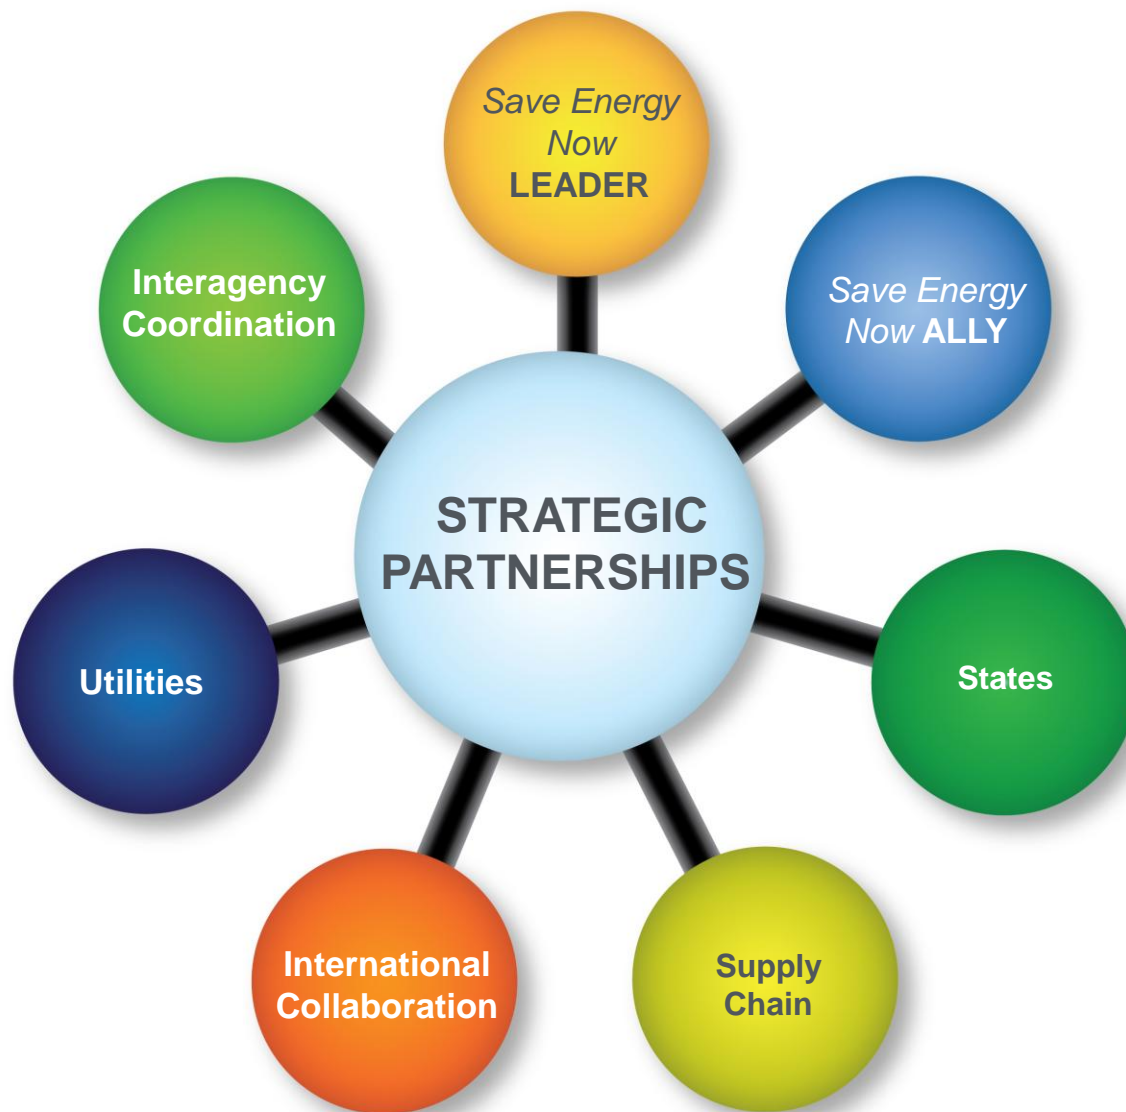 Save Energy
Now
LEADER
Save Energy
Now ALLY
States
Supply
Chain
International
Collaboration
Utilities
Interagency
Coordination
STRATEGIC
PARTNERSHIPS